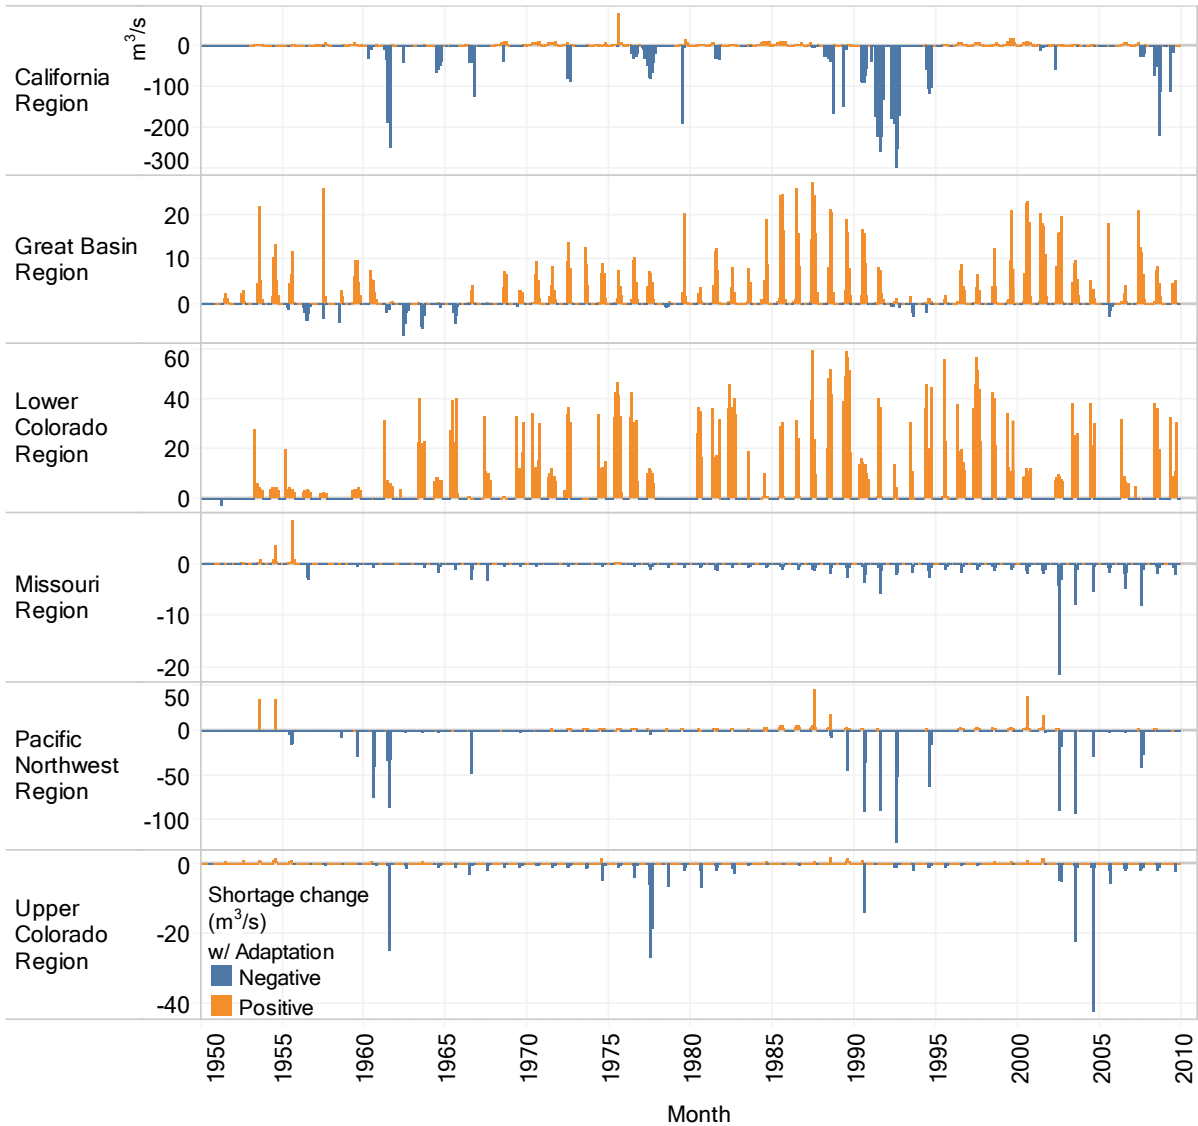 m³/s
California
Region
0
-100
-200
-300
Great Basin
Region
20
10
0
Lower
Colorado
Region
60
40
20
0
Missouri
Region
0
-10
-20
Pacific
Northwest
Region
50
0
-50
-100
Upper
Colorado
Region
0
-20
-40
Shortage change
(m³/s)
w/ Adaptation
Negative
Positive
1950
1955
1960
1965
1970
1975
1980
1985
1990
1995
2000
2005
2010
Month